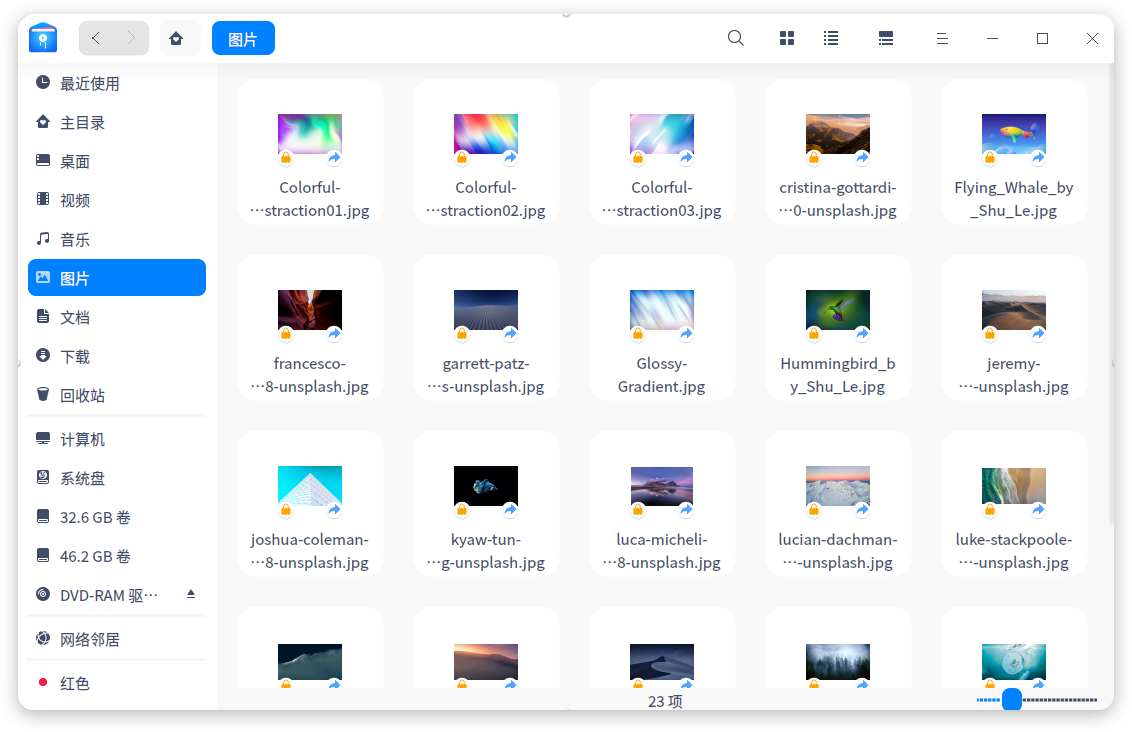 图片
最近使用
主目录
桌面
视频
音乐
图片
文档
下载
回收站
计算机
系统盘
32.6 GB 卷
46.2 GB 卷
DVD-RAM 驱···
网络邻居
红色
Colorful-
···straction01.jpg
Colorful-
···straction02.jpg
Colorful-
···straction03.jpg
cristina-gottardi-
···0-unsplash.jpg
Flying_Whale_by
_Shu_Le.jpg
francesco-
···8-unsplash.jpg
garrett-patz-
···s-unsplash.jpg
Glossy-
Gradient.jpg
Hummingbird_b
y_Shu_Le.jpg
jeremy-
···-unsplash.jpg
joshua-coleman-
···8-unsplash.jpg
kyaw-tun-
···g-unsplash.jpg
luca-micheli-
···8-unsplash.jpg
lucian-dachman-
···-unsplash.jpg
luke-stackpoole-
···-unsplash.jpg
23 项